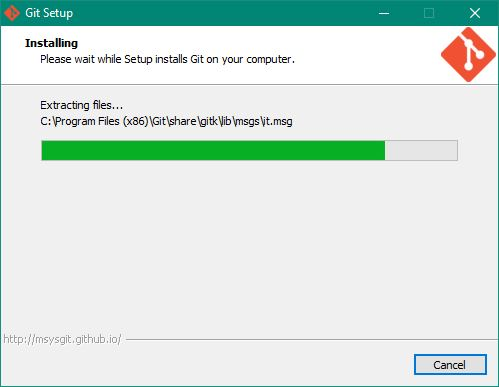 Git Setup
Installing
Please wait while Setup installs Git on your computer.
Extracting files...
C:\Program Files (x86)\Git\share\gitk\lib\msgs\it.msg
http://msysgit.github.io/
Cancel